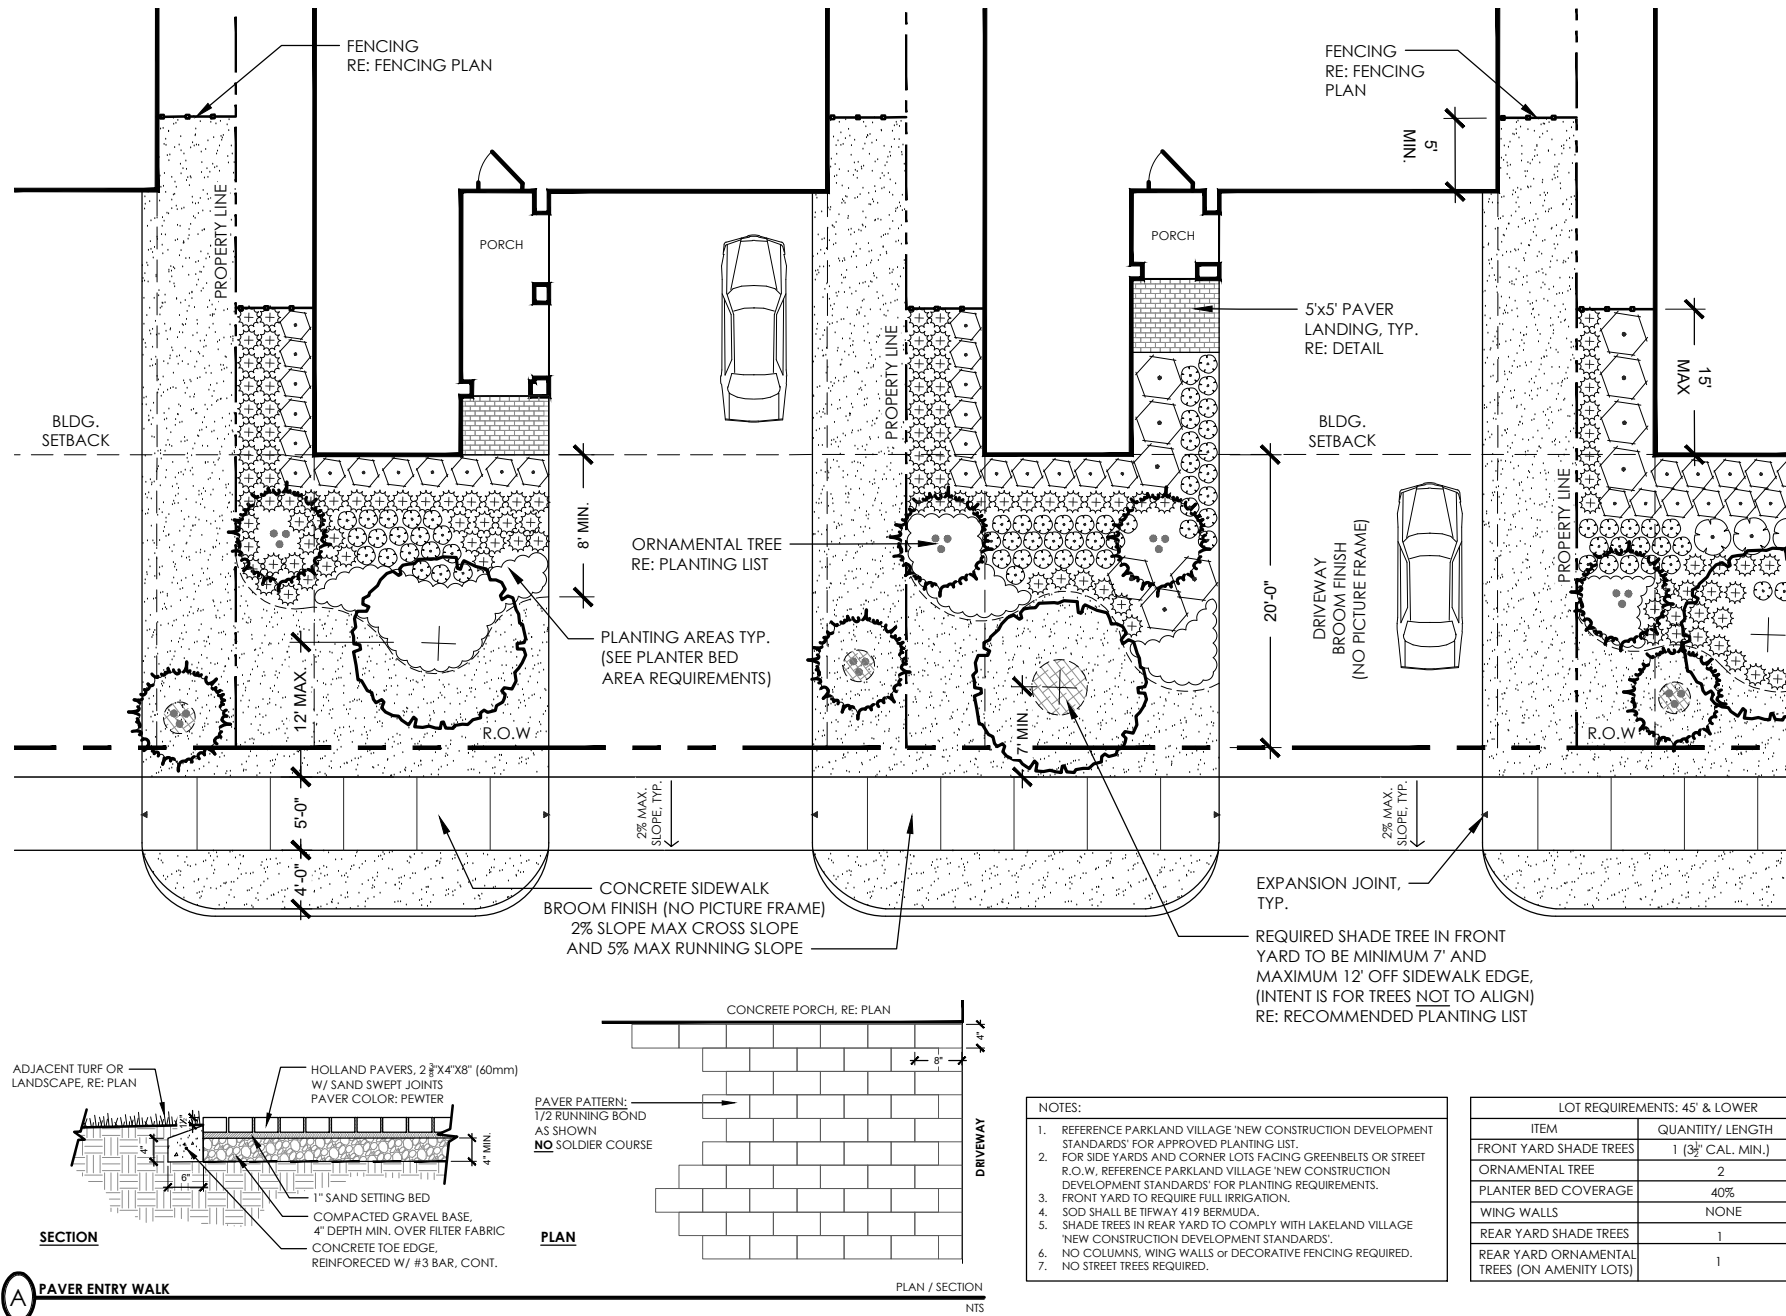 FENCING
RE: FENCING PLAN
FENCING
RE: FENCING
PLAN
5'
MIN.
PROPERTY LINE
PORCH
PORCH
PROPERTY LINE
5'x5' PAVER
LANDING, TYP.
RE: DETAIL
15'
MAX
BLDG.
SETBACK
BLDG.
SETBACK
PROPERTY LINE
8' MIN.
ORNAMENTAL TREE
RE: PLANTING LIST
20'-0"
DRIVEWAY
BROOM FINISH
(NO PICTURE FRAME)
PLANTING AREAS TYP.
(SEE PLANTER BED
AREA REQUIREMENTS)
12' MAX.
7' MIN
R.O.W
R.O.W
5'-0"
4'-0"
2% MAX.
SLOPE, TYP.
2% MAX.
SLOPE, TYP.
CONCRETE SIDEWALK
BROOM FINISH (NO PICTURE FRAME)
2% SLOPE MAX CROSS SLOPE
AND 5% MAX RUNNING SLOPE
EXPANSION JOINT,
TYP.
REQUIRED SHADE TREE IN FRONT
YARD TO BE MINIMUM 7' AND
MAXIMUM 12' OFF SIDEWALK EDGE,
(INTENT IS FOR TREES NOT TO ALIGN)
RE: RECOMMENDED PLANTING LIST
ADJACENT TURF OR
LANDSCAPE, RE: PLAN
HOLLAND PAVERS, 2 3/8"X4"X8" (60mm)
W/ SAND SWEPT JOINTS
PAVER COLOR: PEWTER
4"
6"
4" MIN.
1" SAND SETTING BED
COMPACTED GRAVEL BASE,
4" DEPTH MIN. OVER FILTER FABRIC
CONCRETE TOE EDGE,
REINFORECED W/ #3 BAR, CONT.
SECTION
CONCRETE PORCH, RE: PLAN
4"
8"
PAVER PATTERN:
1/2 RUNNING BOND
AS SHOWN
NO SOLDIER COURSE
DRIVEWAY
PLAN
A
PAVER ENTRY WALK
PLAN / SECTION
NTS
NOTES:
1. REFERENCE PARKLAND VILLAGE 'NEW CONSTRUCTION DEVELOPMENT
STANDARDS' FOR APPROVED PLANTING LIST.
2. FOR SIDE YARDS AND CORNER LOTS FACING GREENBELTS OR STREET
R.O.W, REFERENCE PARKLAND VILLAGE 'NEW CONSTRUCTION
DEVELOPMENT STANDARDS' FOR PLANTING REQUIREMENTS.
3. FRONT YARD TO REQUIRE FULL IRRIGATION.
4. SOD SHALL BE TIFWAY 419 BERMUDA.
5. SHADE TREES IN REAR YARD TO COMPLY WITH LAKELAND VILLAGE
'NEW CONSTRUCTION DEVELOPMENT STANDARDS'.
6. NO COLUMNS, WING WALLS or DECORATIVE FENCING REQUIRED.
7. NO STREET TREES REQUIRED.
LOT REQUIREMENTS: 45' & LOWER
ITEM QUANTITY/ LENGTH
FRONT YARD SHADE TREES 1 (3 1/2" CAL. MIN.)
ORNAMENTAL TREE 2
PLANTER BED COVERAGE 40%
WING WALLS NONE
REAR YARD SHADE TREES 1
REAR YARD ORNAMENTAL
TREES (ON AMENITY LOTS) 1